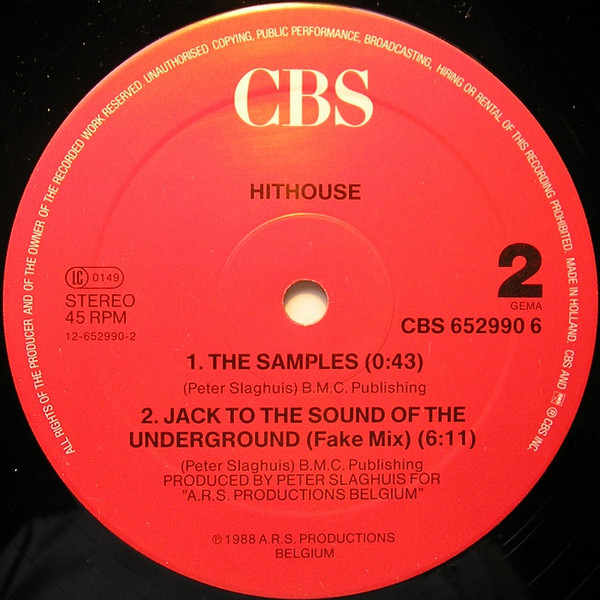 ALL RIGHTS OF THE PRODUCER AND OF THE OWNER OF THE RECORDED WORK RESERVED. UNAUTHORISED COPYING, PUBLIC PERFORMANCE, BROADCASTING, HIRING OR RENTAL OF THIS RECORDING PROHIBITED. MADE IN HOLLAND. CBS AND ® CBS INC.
CBS
HITHOUSE
LC 0149
STEREO
45 RPM
12-652990-2
2
GEMA
CBS 652990 6
1. THE SAMPLES (0:43)
(Peter Slaghuis) B.M.C. Publishing
2. JACK TO THE SOUND OF THE
UNDERGROUND (Fake Mix) (6:11)
(Peter Slaghuis) B.M.C. Publishing
PRODUCED BY PETER SLAGHUIS FOR
"A.R.S. PRODUCTIONS BELGIUM"
℗ 1988 A.R.S. PRODUCTIONS
BELGIUM